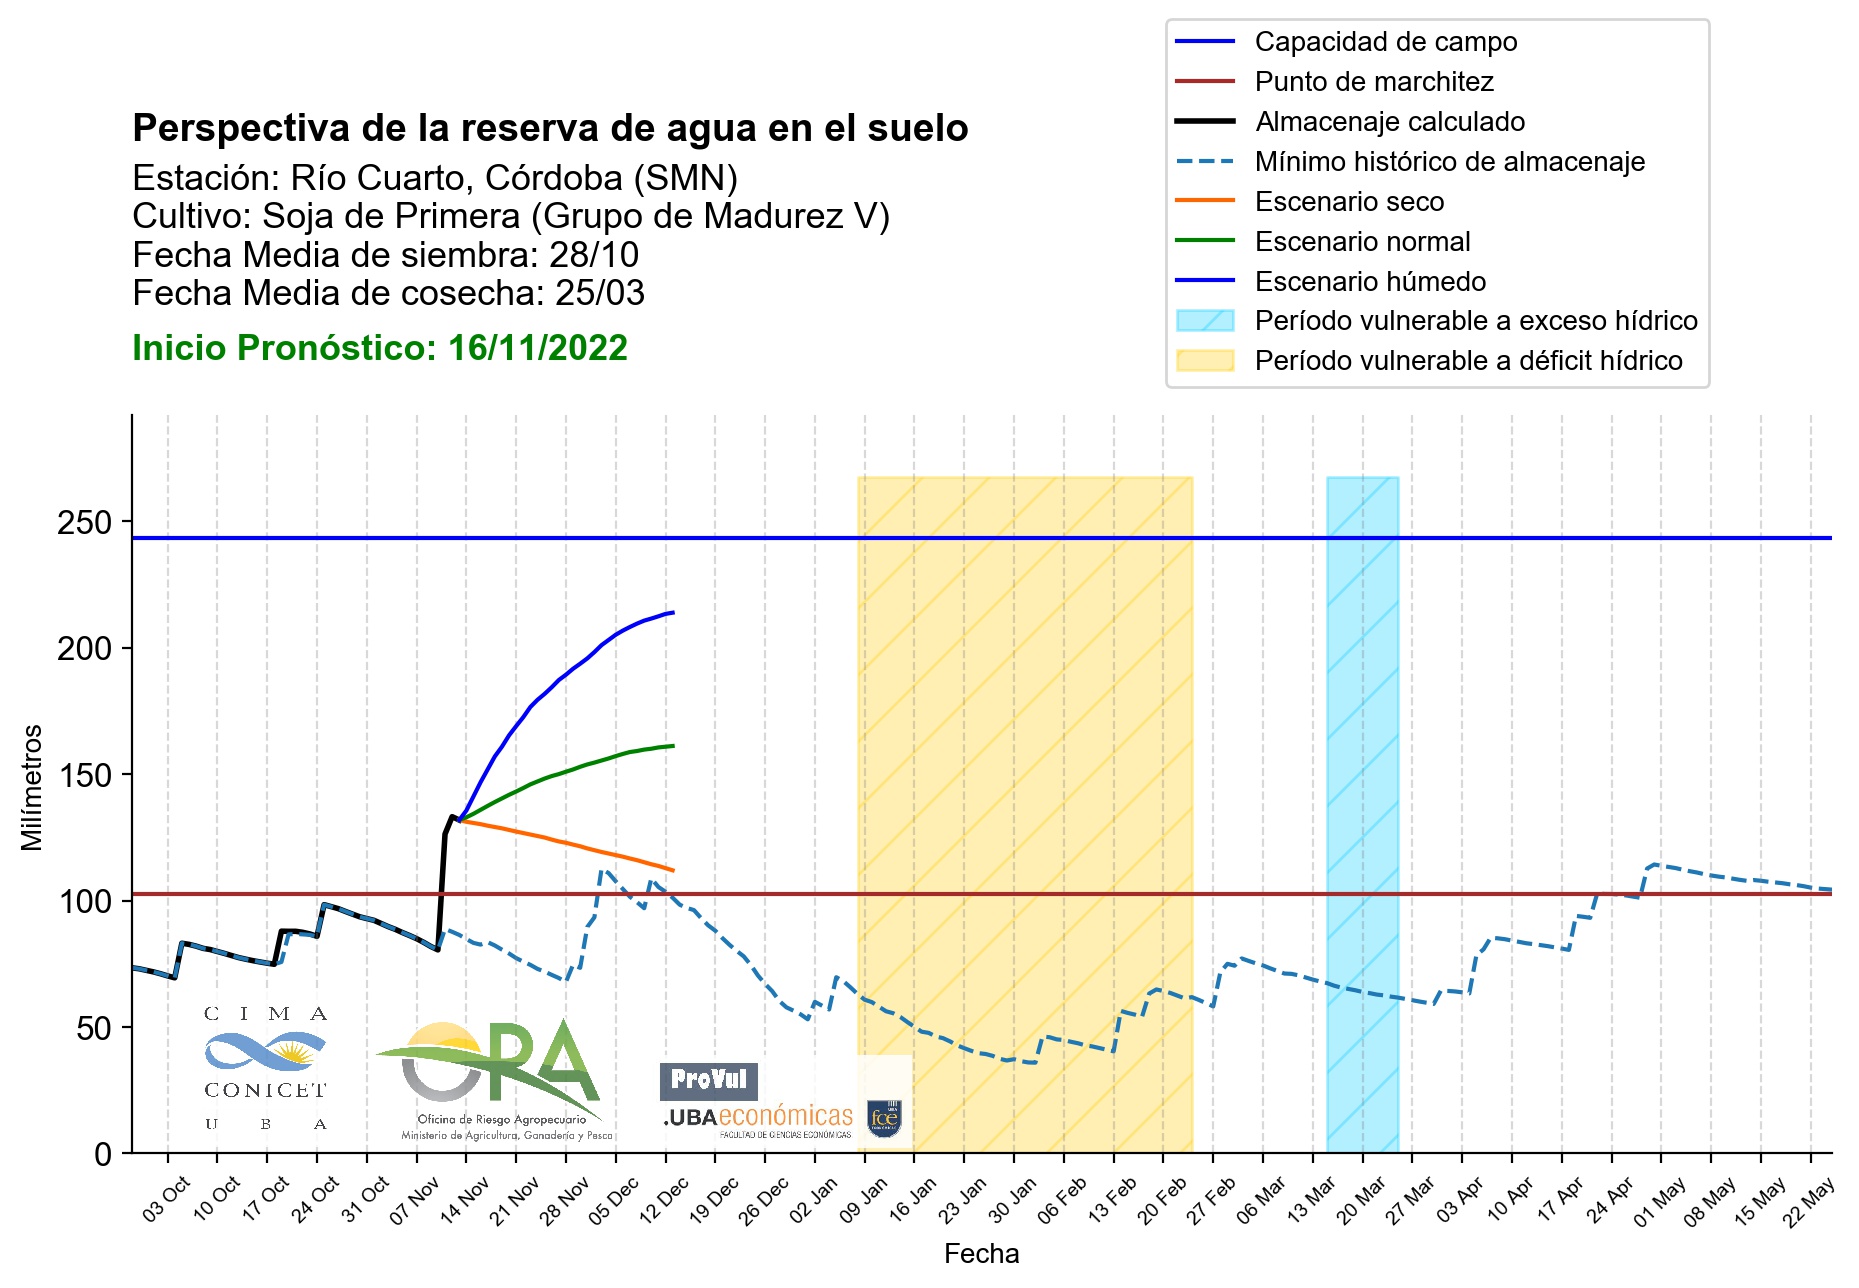 Capacidad de campo
Punto de marchitez
Almacenaje calculado
Mínimo histórico de almacenaje
Escenario seco
Escenario normal
Escenario húmedo
Período vulnerable a exceso hídrico
Período vulnerable a déficit hídrico
Perspectiva de la reserva de agua en el suelo
Estación: Río Cuarto, Córdoba (SMN)
Cultivo: Soja de Primera (Grupo de Madurez V)
Fecha Media de siembra: 28/10
Fecha Media de cosecha: 25/03
Inicio Pronóstico: 16/11/2022
250
200
150
100
50
0
Milímetros
C I M A
CONICET
U B A
ORA
Oficina de Riesgo Agropecuario
Ministerio de Agricultura, Ganadería y Pesca
ProVul
.UBAeconómicas
FACULTAD DE CIENCIAS ECONÓMICAS
UBA
fce
ECONÓMICAS
03 Oct
10 Oct
17 Oct
24 Oct
31 Oct
07 Nov
14 Nov
21 Nov
28 Nov
05 Dec
12 Dec
19 Dec
26 Dec
02 Jan
09 Jan
16 Jan
23 Jan
30 Jan
06 Feb
13 Feb
20 Feb
27 Feb
06 Mar
13 Mar
20 Mar
27 Mar
03 Apr
10 Apr
17 Apr
24 Apr
01 May
08 May
15 May
22 May
Fecha